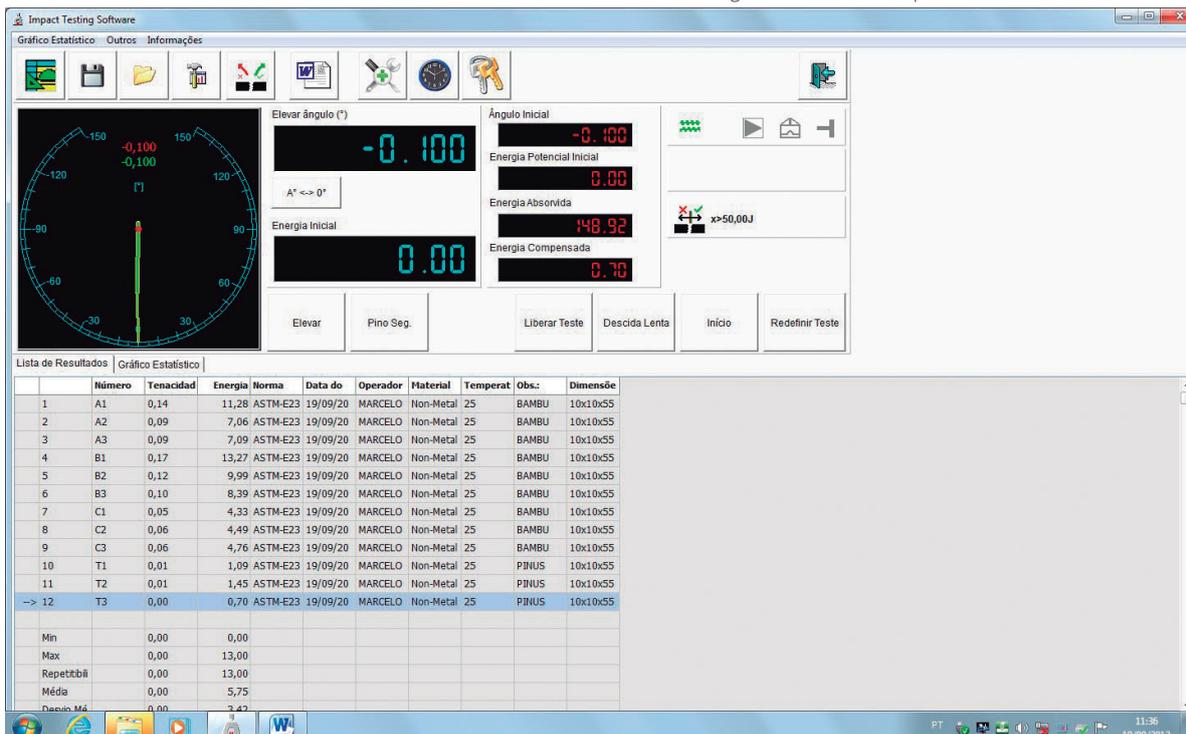 Impact Testing Software
Gráfico Estatístico Outros Informações
Elevar ângulo (°)
-0.100
A° <-> 0°
Energia Inicial
0.00
Ângulo Inicial
-0.100
Energia Potencial Inicial
0.00
Energia Absorvida
148.92
Energia Compensada
0.70
x>50,00J
-150 150
-0,100
-0,100
-120 120
[°]
-90 90
-60 60
-30 30
Elevar Pino Seg. Liberar Teste Descida Lenta Início Redefinir Teste
Lista de Resultados Gráfico Estatístico
Número Tenacidad Energia Norma Data do Operador Material Temperat Obs.: Dimensõe
1 A1 0,14 11,28 ASTM-E23 19/09/20 MARCELO Non-Metal 25 BAMBU 10x10x55
2 A2 0,09 7,06 ASTM-E23 19/09/20 MARCELO Non-Metal 25 BAMBU 10x10x55
3 A3 0,09 7,09 ASTM-E23 19/09/20 MARCELO Non-Metal 25 BAMBU 10x10x55
4 B1 0,17 13,27 ASTM-E23 19/09/20 MARCELO Non-Metal 25 BAMBU 10x10x55
5 B2 0,12 9,99 ASTM-E23 19/09/20 MARCELO Non-Metal 25 BAMBU 10x10x55
6 B3 0,10 8,39 ASTM-E23 19/09/20 MARCELO Non-Metal 25 BAMBU 10x10x55
7 C1 0,05 4,33 ASTM-E23 19/09/20 MARCELO Non-Metal 25 BAMBU 10x10x55
8 C2 0,06 4,49 ASTM-E23 19/09/20 MARCELO Non-Metal 25 BAMBU 10x10x55
9 C3 0,06 4,76 ASTM-E23 19/09/20 MARCELO Non-Metal 25 BAMBU 10x10x55
10 T1 0,01 1,09 ASTM-E23 19/09/20 MARCELO Non-Metal 25 PINUS 10x10x55
11 T2 0,01 1,45 ASTM-E23 19/09/20 MARCELO Non-Metal 25 PINUS 10x10x55
--> 12 T3 0,00 0,70 ASTM-E23 19/09/20 MARCELO Non-Metal 25 PINUS 10x10x55
Min 0,00 0,00
Max 0,00 13,00
Repetitibili 0,00 13,00
Média 0,00 5,75
Desvio Mé 0,00 3,42
PT 11:36